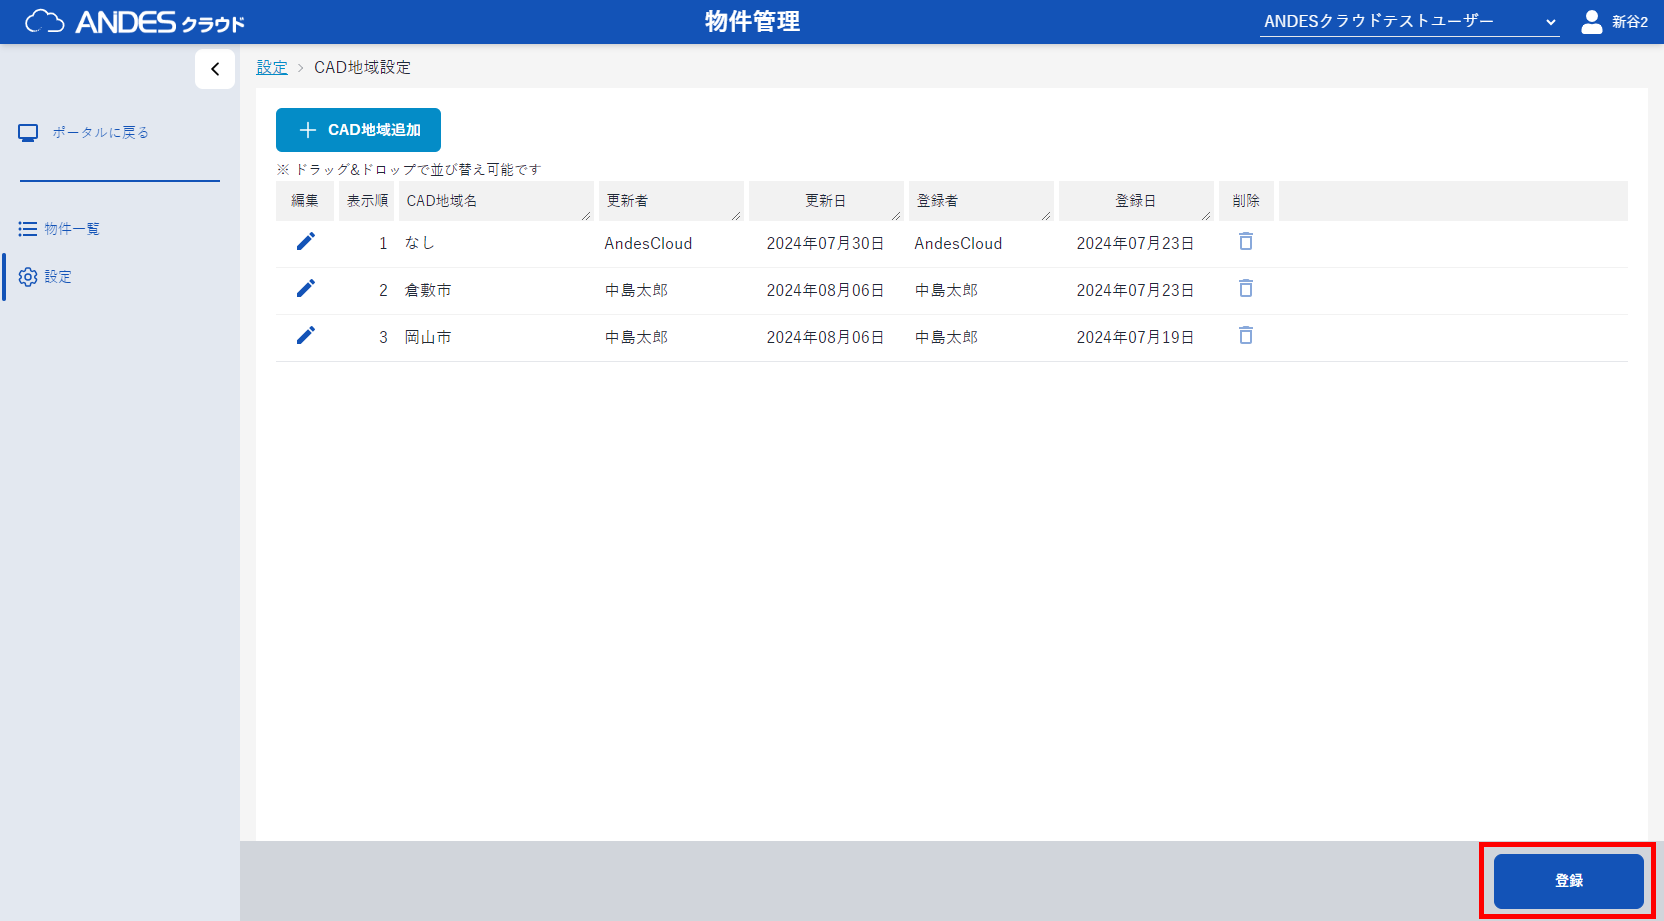 ANDES クラウド
物件管理
ANDESクラウドテストユーザー
新谷2
設定 > CAD地域設定
ポータルに戻る
物件一覧
設定
+ CAD地域追加
※ ドラッグ&ドロップで並び替え可能です
編集 表示順 CAD地域名 更新者 更新日 登録者 登録日 削除
1 なし AndesCloud 2024年07月30日 AndesCloud 2024年07月23日
2 倉敷市 中島太郎 2024年08月06日 中島太郎 2024年07月23日
3 岡山市 中島太郎 2024年08月06日 中島太郎 2024年07月19日
登録